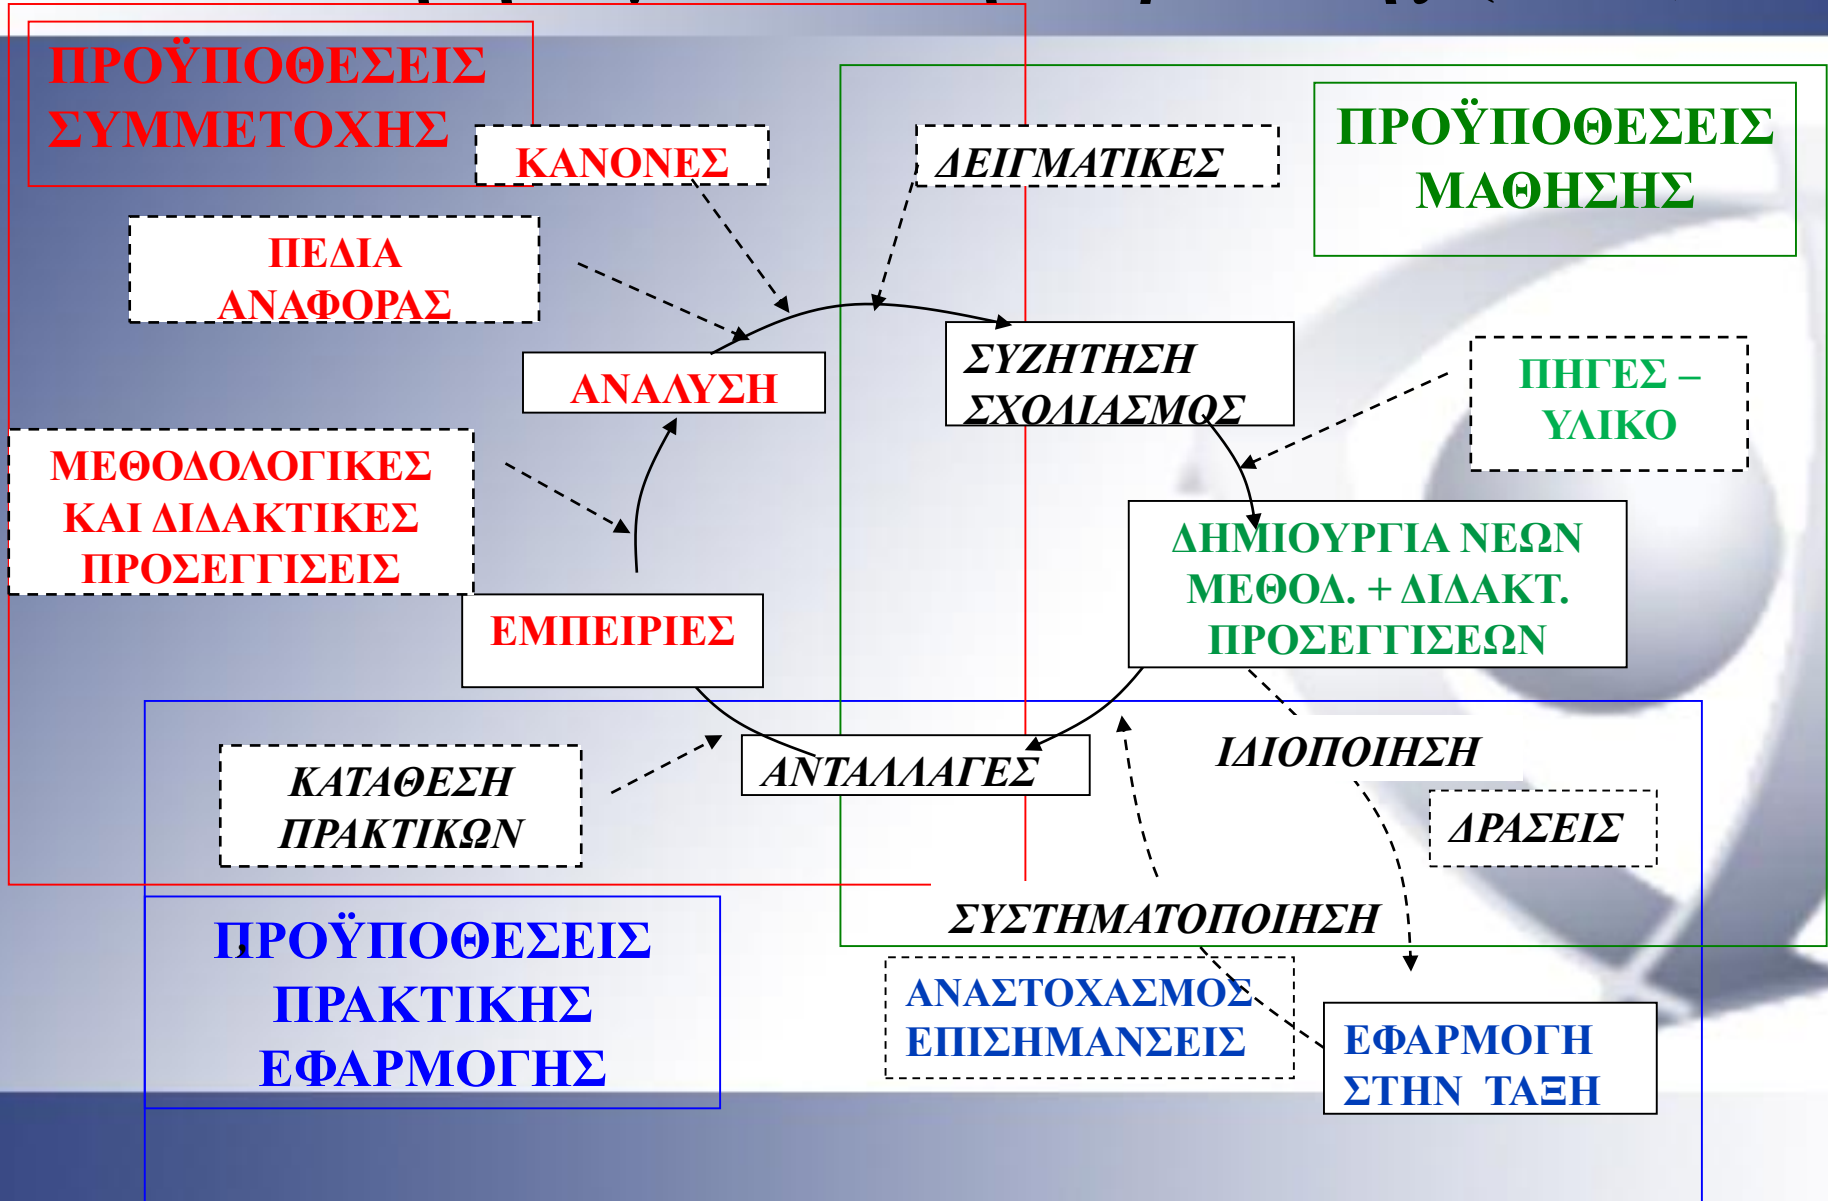 ΠΡΟΫΠΟΘΕΣΕΙΣ
ΣΥΜΜΕΤΟΧΗΣ
ΚΑΝΟΝΕΣ
ΔΕΙΓΜΑΤΙΚΕΣ
ΠΡΟΫΠΟΘΕΣΕΙΣ
ΜΑΘΗΣΗΣ
ΠΕΔΙΑ
ΑΝΑΦΟΡΑΣ
ΑΝΑΛΥΣΗ
ΣΥΖΗΤΗΣΗ
ΣΧΟΛΙΑΣΜΟΣ
ΠΗΓΕΣ –
ΥΛΙΚΟ
ΜΕΘΟΔΟΛΟΓΙΚΕΣ
ΚΑΙ ΔΙΔΑΚΤΙΚΕΣ
ΠΡΟΣΕΓΓΙΣΕΙΣ
ΔΗΜΙΟΥΡΓΙΑ ΝΕΩΝ
ΜΕΘΟΔ. + ΔΙΔΑΚΤ.
ΠΡΟΣΕΓΓΙΣΕΩΝ
ΕΜΠΕΙΡΙΕΣ
ΑΝΤΑΛΛΑΓΕΣ
ΙΔΙΟΠΟΙΗΣΗ
ΚΑΤΑΘΕΣΗ
ΠΡΑΚΤΙΚΩΝ
ΔΡΑΣΕΙΣ
ΣΥΣΤΗΜΑΤΟΠΟΙΗΣΗ
ΠΡΟΫΠΟΘΕΣΕΙΣ
ΠΡΑΚΤΙΚΗΣ
ΕΦΑΡΜΟΓΗΣ
ΑΝΑΣΤΟΧΑΣΜΟΣ
ΕΠΙΣΗΜΑΝΣΕΙΣ
ΕΦΑΡΜΟΓΗ
ΣΤΗΝ ΤΑΞΗ